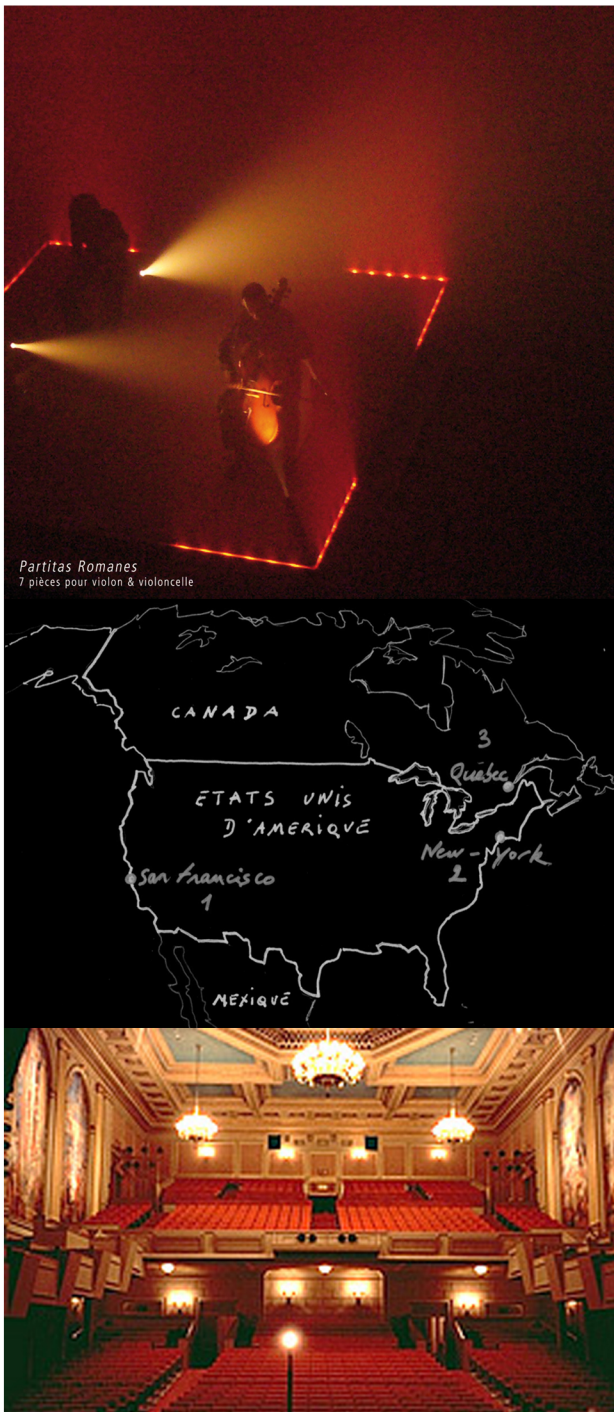 Partitas Romanes
7 pièces pour violon & violoncelle
CANADA
3
Québec
ETATS UNIS
D'AMERIQUE
New-York
2
San Francisco
1
MEXIQUE